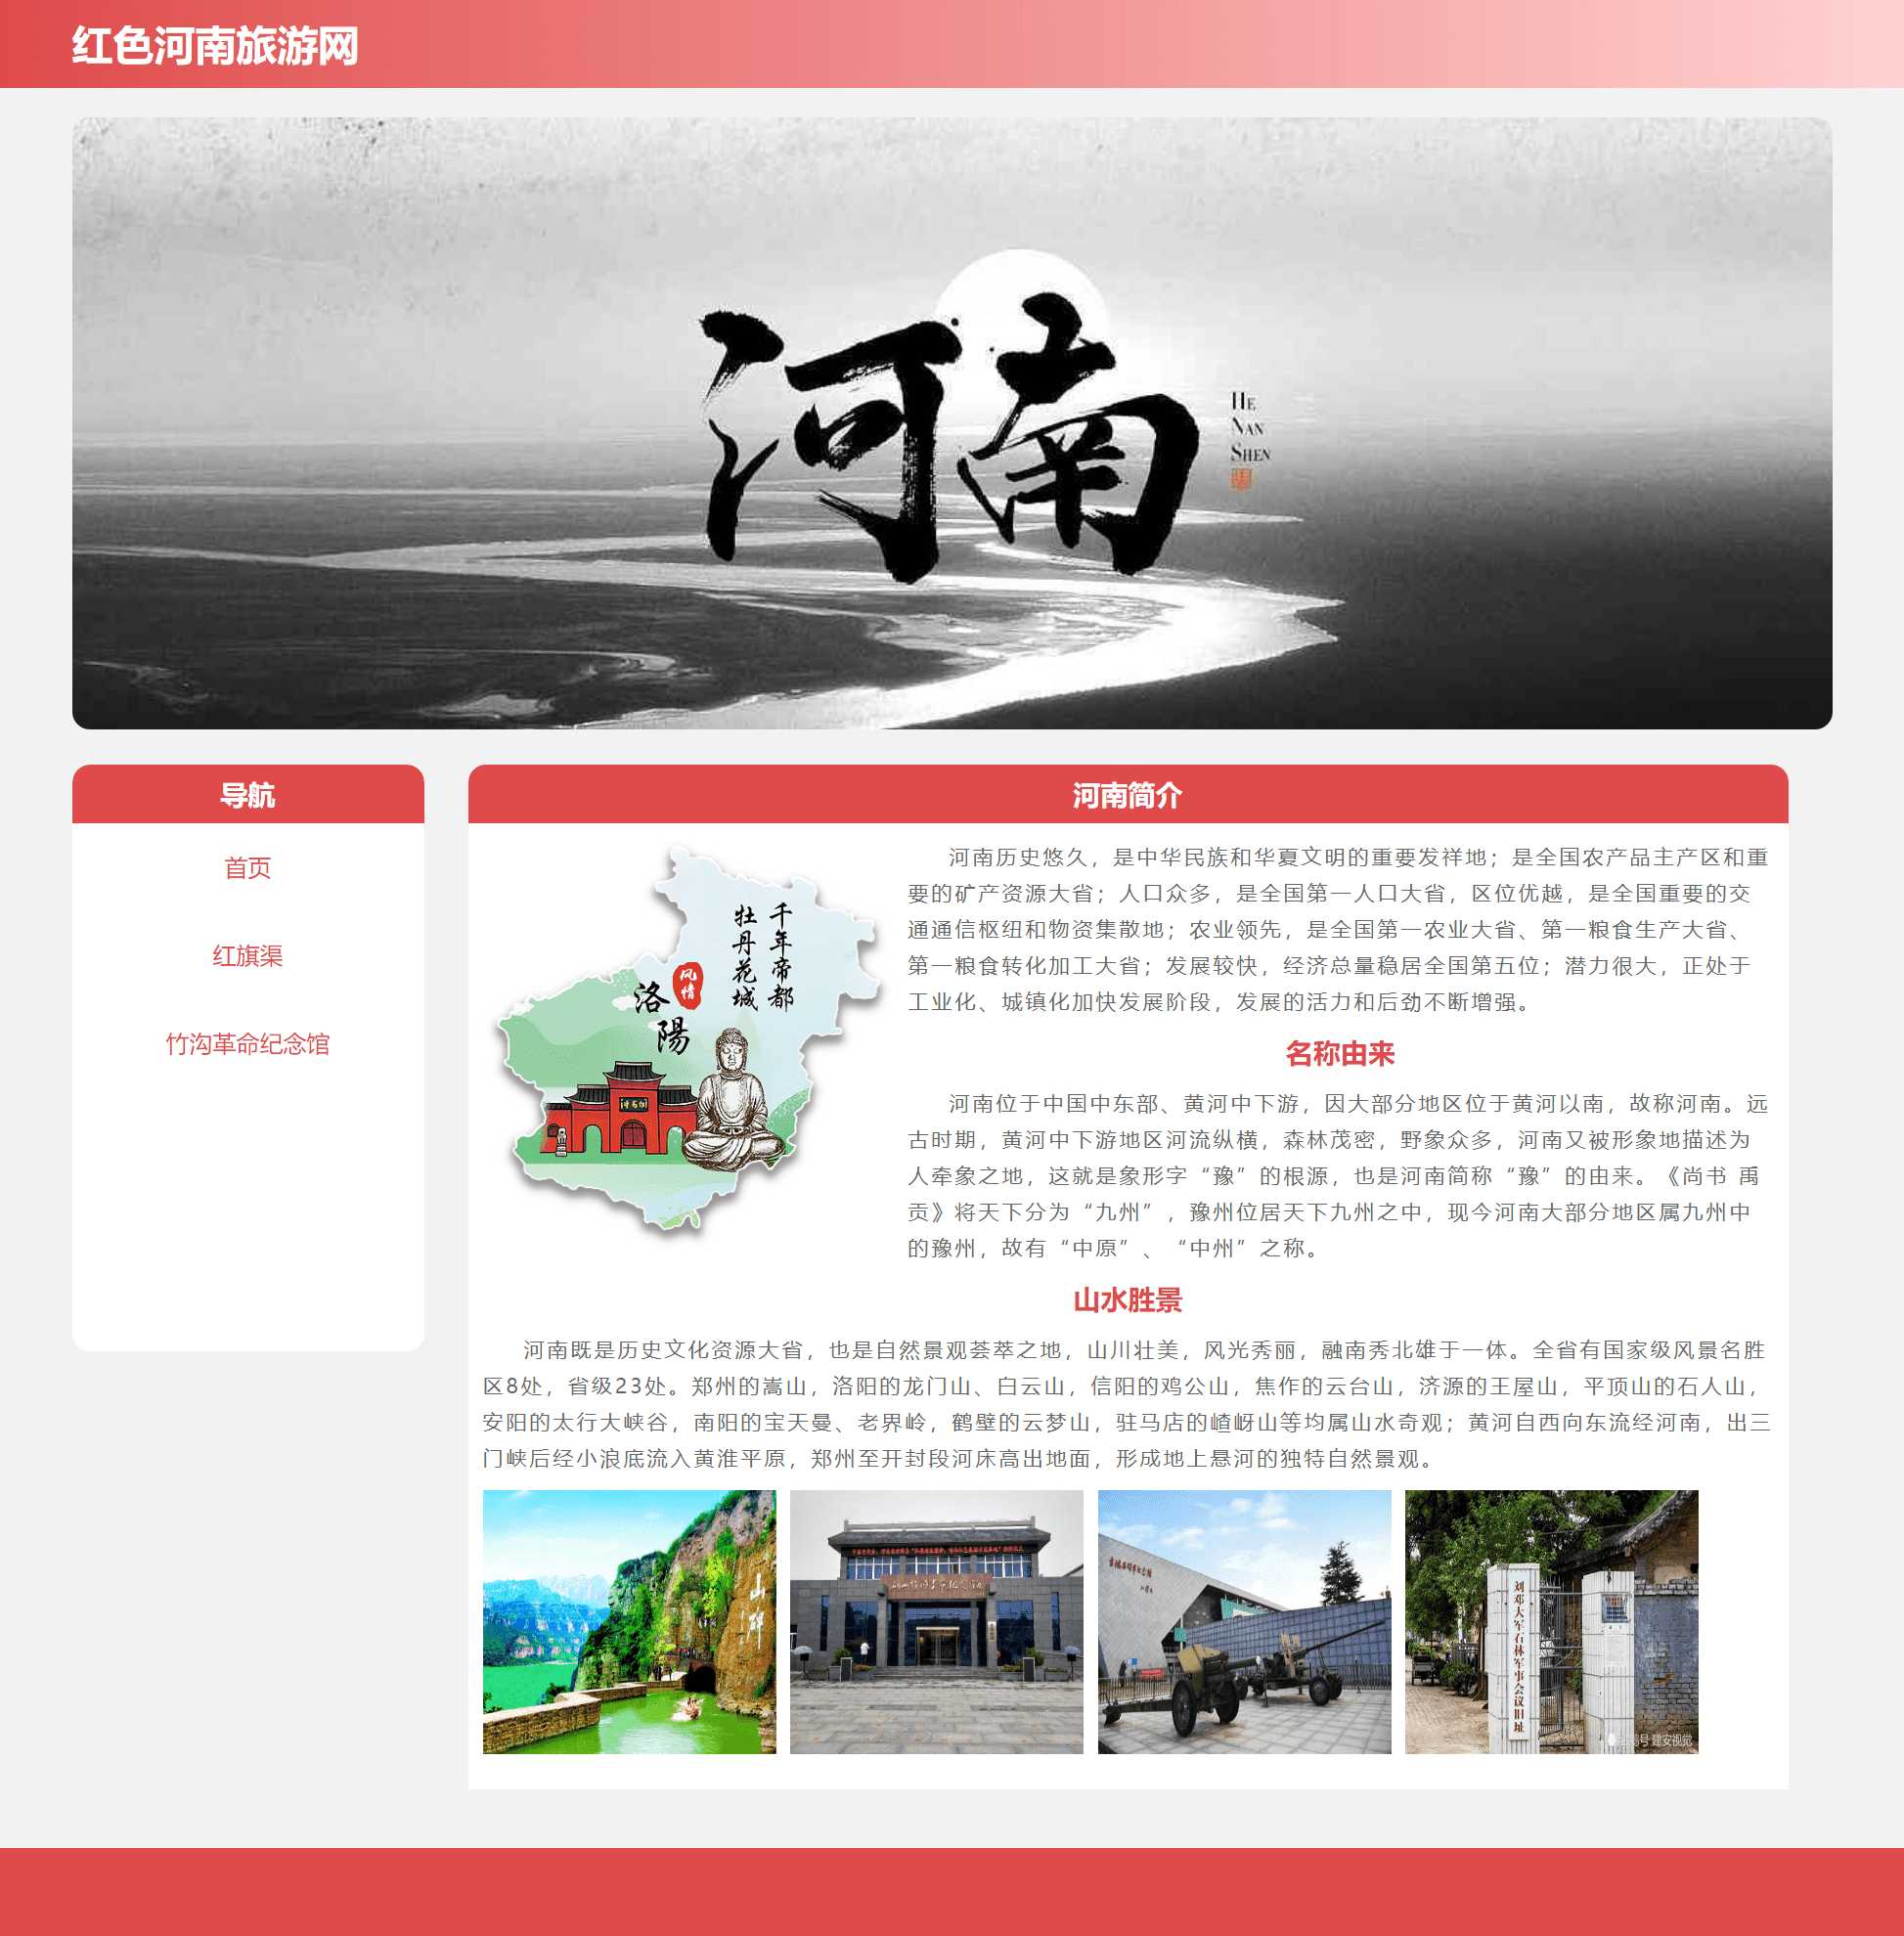 红色河南旅游网
河南
HE
NAN
SHEN
导航
首页
红旗渠
竹沟革命纪念馆
河南简介
千年帝都
牡丹花城
风情
洛陽
河南历史悠久，是中华民族和华夏文明的重要发祥地；是全国农产品主产区和重
要的矿产资源大省；人口众多，是全国第一人口大省，区位优越，是全国重要的交
通通信枢纽和物资集散地；农业领先，是全国第一农业大省、第一粮食生产大省、
第一粮食转化加工大省；发展较快，经济总量稳居全国第五位；潜力很大，正处于
工业化、城镇化加快发展阶段，发展的活力和后劲不断增强。
名称由来
河南位于中国中东部、黄河中下游，因大部分地区位于黄河以南，故称河南。远
古时期，黄河中下游地区河流纵横，森林茂密，野象众多，河南又被形象地描述为
人牵象之地，这就是象形字“豫”的根源，也是河南简称“豫”的由来。《尚书 禹
贡》将天下分为“九州”，豫州位居天下九州之中，现今河南大部分地区属九州中
的豫州，故有“中原”、“中州”之称。
山水胜景
河南既是历史文化资源大省，也是自然景观荟萃之地，山川壮美，风光秀丽，融南秀北雄于一体。全省有国家级风景名胜
区8处，省级23处。郑州的嵩山，洛阳的龙门山、白云山，信阳的鸡公山，焦作的云台山，济源的王屋山，平顶山的石人山，
安阳的太行大峡谷，南阳的宝天曼、老界岭，鹤壁的云梦山，驻马店的嵖岈山等均属山水奇观；黄河自西向东流经河南，出三
门峡后经小浪底流入黄淮平原，郑州至开封段河床高出地面，形成地上悬河的独特自然景观。
山碑
刘邓大军石林军事会议旧址
建安视觉